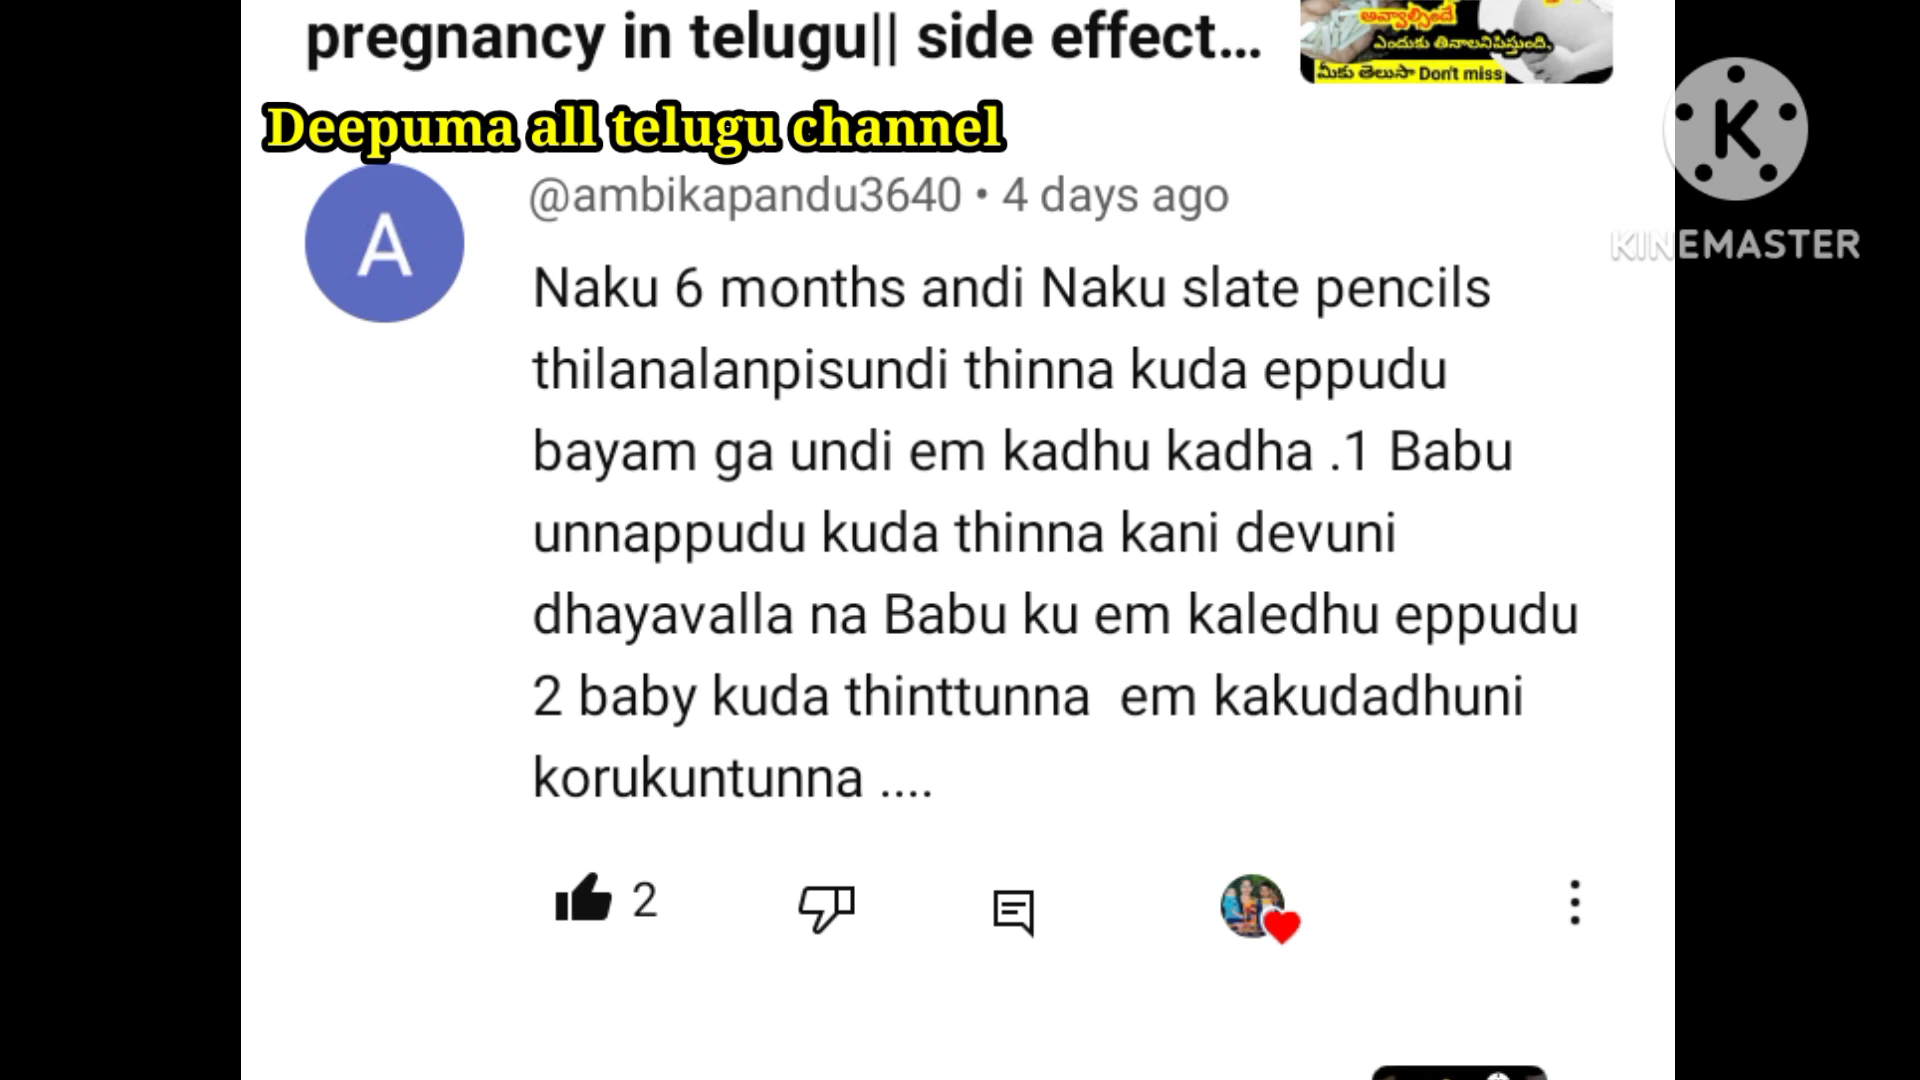 pregnancy in telugu|| side effect...
అవ్వాల్సిందే
ఎందుకు తినాలనిపిస్తుంది.
మీకు తెలుసా Don't miss
Deepuma all telugu channel
K
KINEMASTER
@ambikapandu3640 • 4 days ago
A
Naku 6 months andi Naku slate pencils
thilanalanpisundi thinna kuda eppudu
bayam ga undi em kadhu kadha .1 Babu
unnappudu kuda thinna kani devuni
dhayavalla na Babu ku em kaledhu eppudu
2 baby kuda thinttunna em kakudadhuni
korukuntunna ....
2